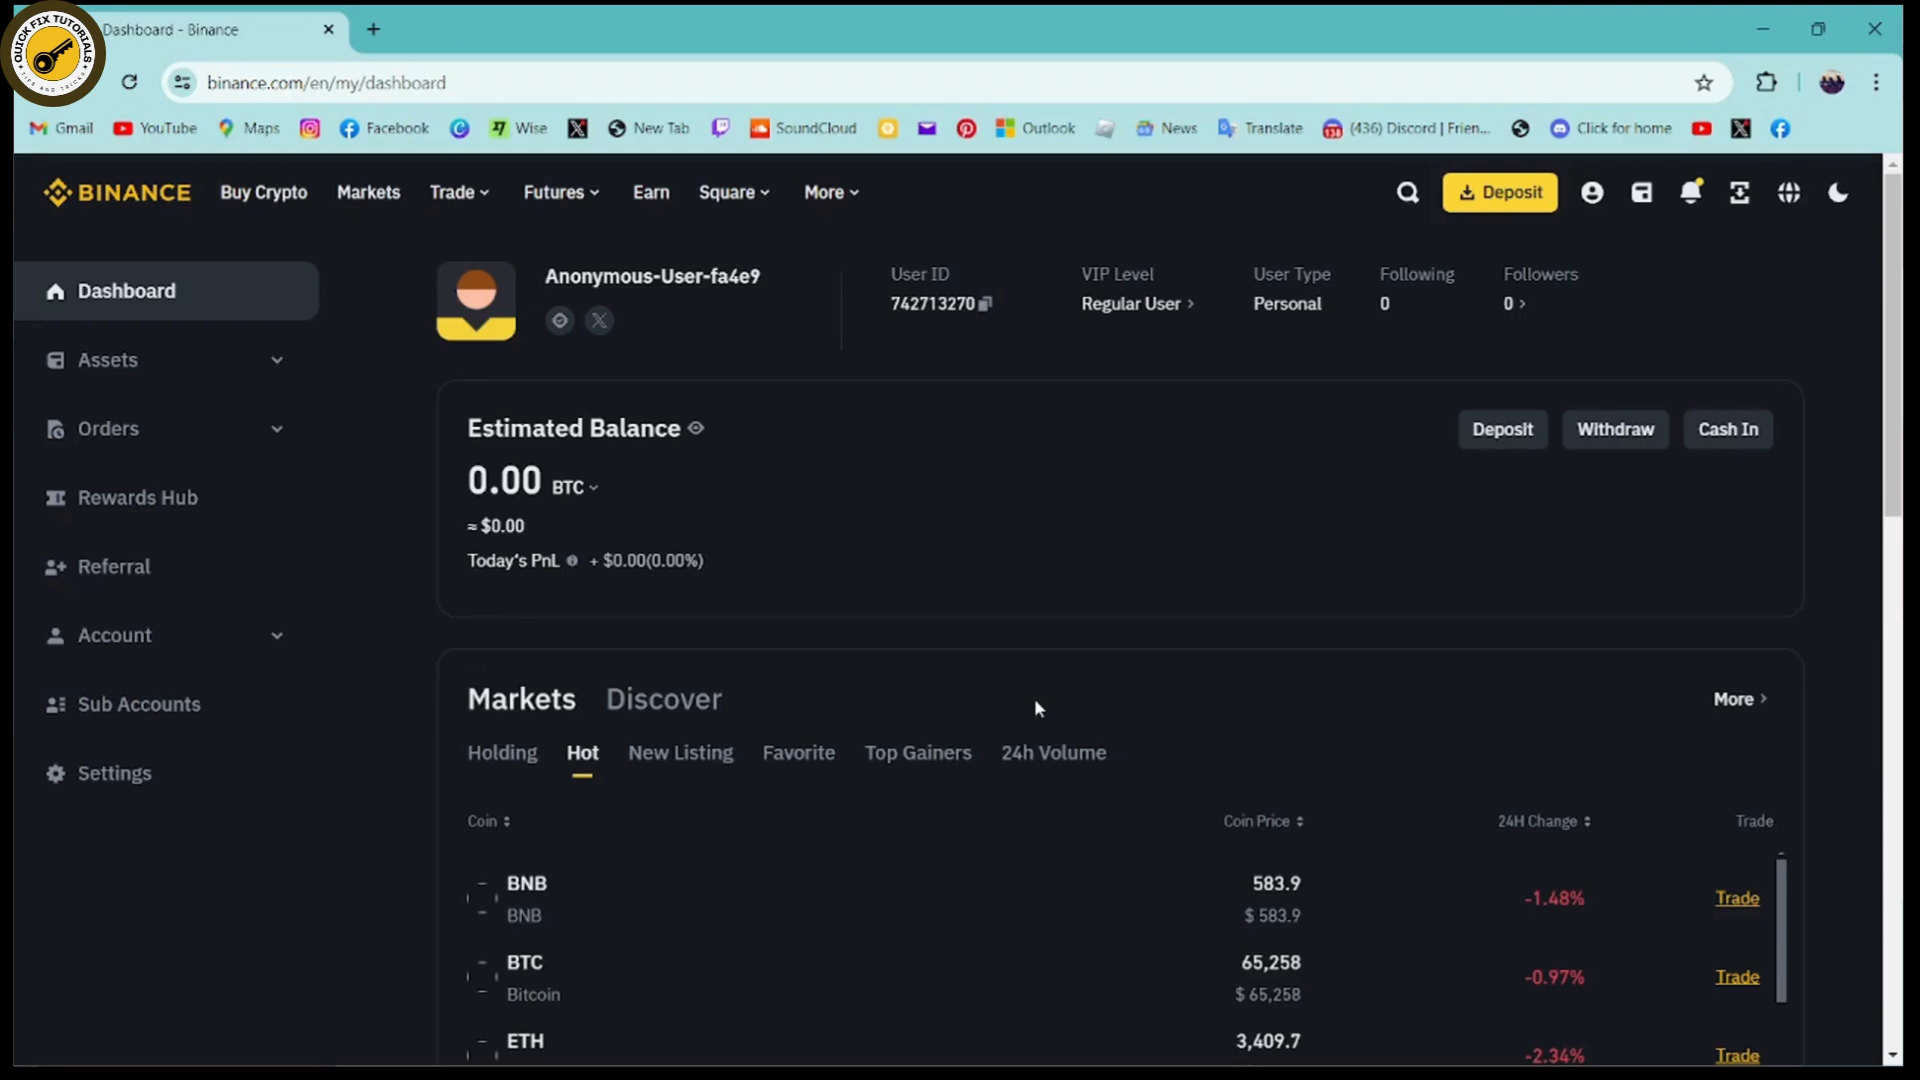 QUICK FIX TUTORIALS
TIPS AND TRICKS
Dashboard - Binance
binance.com/en/my/dashboard
Gmail YouTube Maps Facebook Wise New Tab SoundCloud Outlook News Translate (436) Discord | Frien... Click for home
BINANCE Buy Crypto Markets Trade Futures Earn Square More Deposit
Dashboard
Assets
Orders
Rewards Hub
Referral
Account
Sub Accounts
Settings
Anonymous-User-fa4e9
User ID
742713270
VIP Level
Regular User
User Type
Personal
Following
0
Followers
0
Estimated Balance
Deposit Withdraw Cash In
0.00 BTC
≈ $0.00
Today's PnL + $0.00(0.00%)
Markets Discover More
Holding Hot New Listing Favorite Top Gainers 24h Volume
Coin Coin Price 24H Change Trade
BNB 583.9
BNB $ 583.9
-1.48% Trade
BTC 65,258
Bitcoin $ 65,258
-0.97% Trade
ETH 3,409.7
-2.34% Trade